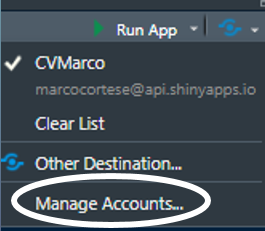 Run App
CVMarco
marcocortese@api.shinyapps.io
Clear List
Other Destination...
Manage Accounts...